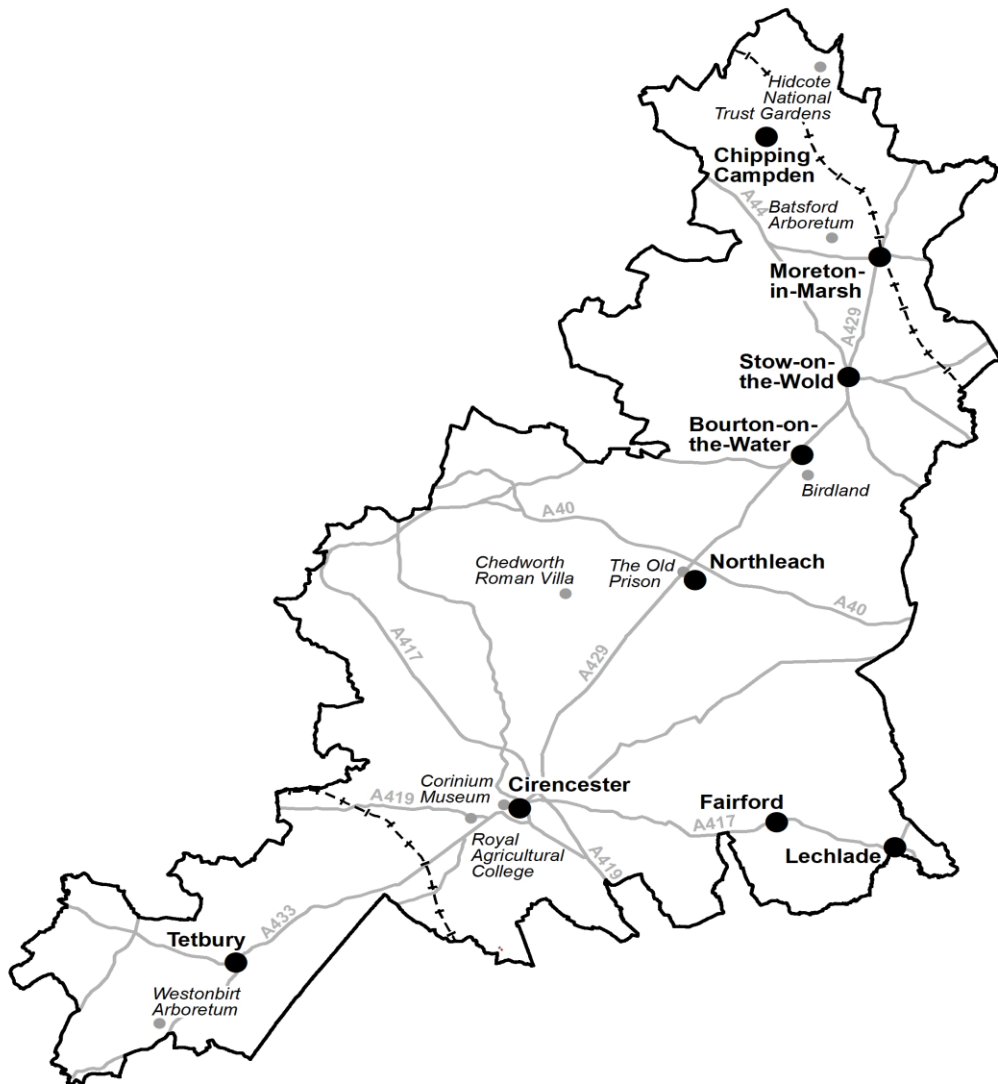 Hidcote
National
Trust Gardens
Chipping
Campden
A44
Batsford
Arboretum
Moreton-
in-Marsh
A429
Stow-on-
the-Wold
Bourton-on-
the-Water
Birdland
A40
Chedworth
Roman Villa
The Old
Prison
Northleach
A40
A417
A429
Corinium
Museum
Cirencester
A419
Royal
Agricultural
College
A419
Fairford
A417
Lechlade
A433
Tetbury
Westonbirt
Arboretum